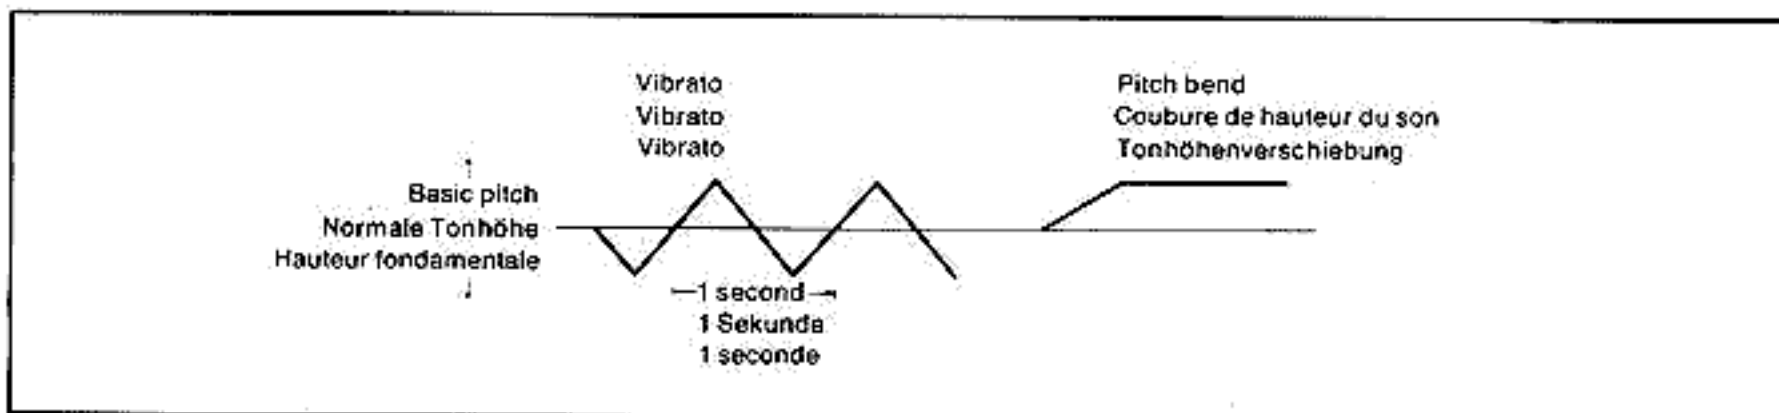 Vibrato
Vibrato
Vibrato
Pitch bend
Coubure de hauteur du son
Tonhöhenverschiebung
Basic pitch
Normale Tonhöhe
Hauteur fondamentale
1 second
1 Sekunde
1 seconde